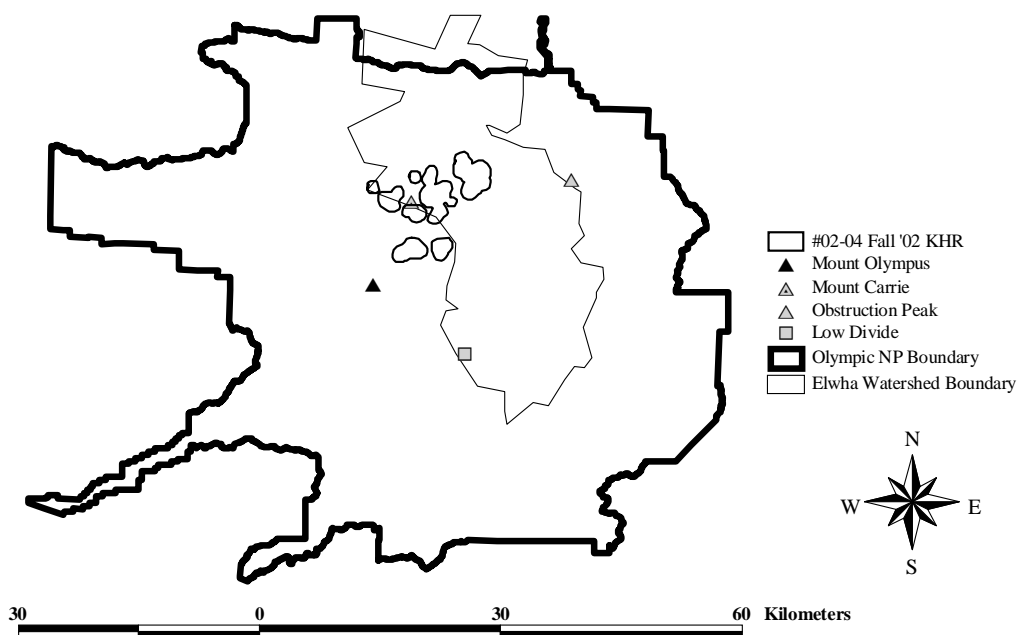 #02-04 Fall '02 KHR
Mount Olympus
Mount Carrie
Obstruction Peak
Low Divide
Olympic NP Boundary
Elwha Watershed Boundary
N
W E
S
30 0 30 60 Kilometers